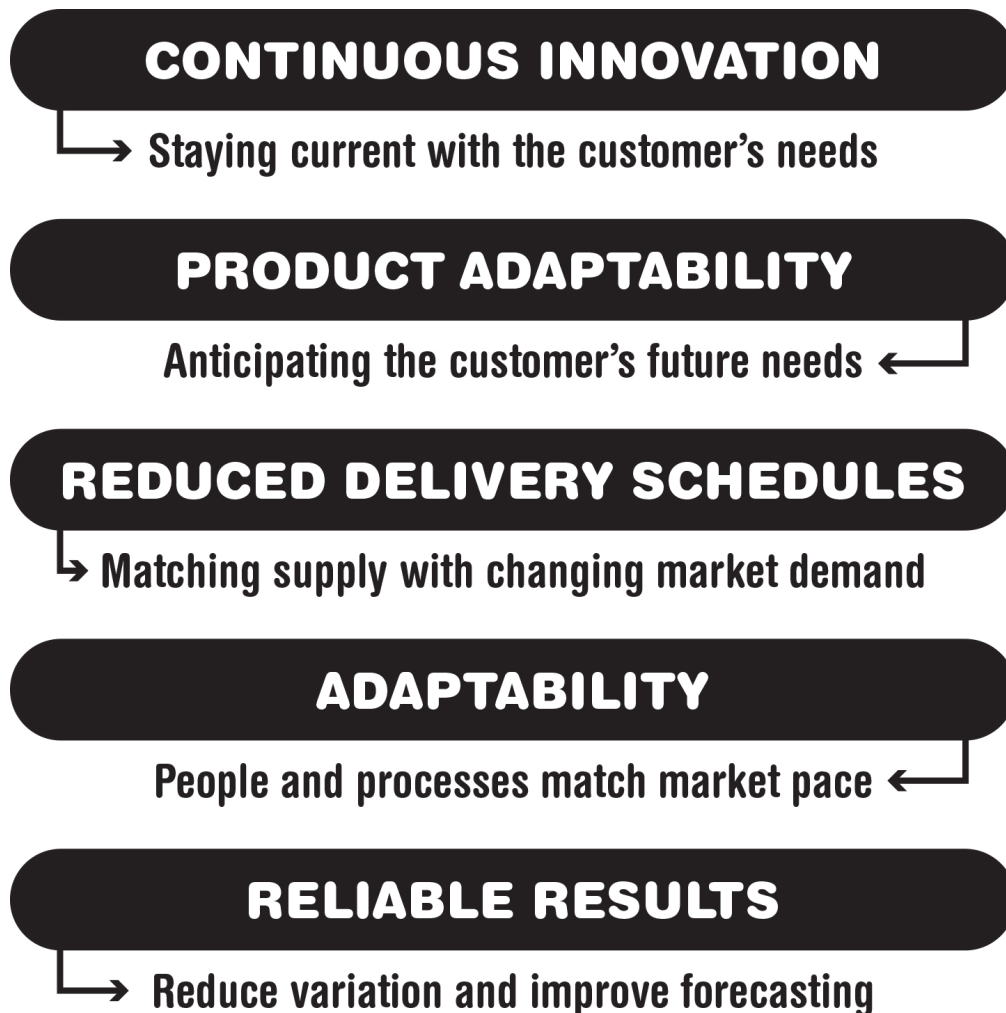 CONTINUOUS INNOVATION
Staying current with the customer’s needs
PRODUCT ADAPTABILITY
Anticipating the customer’s future needs
REDUCED DELIVERY SCHEDULES
Matching supply with changing market demand
ADAPTABILITY
People and processes match market pace
RELIABLE RESULTS
Reduce variation and improve forecasting